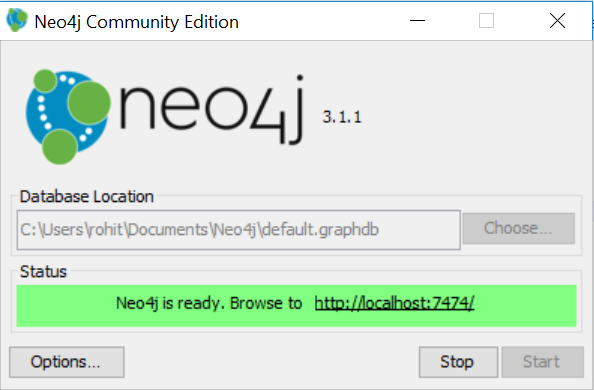 Neo4j Community Edition
neo4j 3.1.1
Database Location
C:\Users\rohit\Documents\Neo4j\default.graphdb
Choose...
Status
Neo4j is ready. Browse to http://localhost:7474/
Options... Stop Start